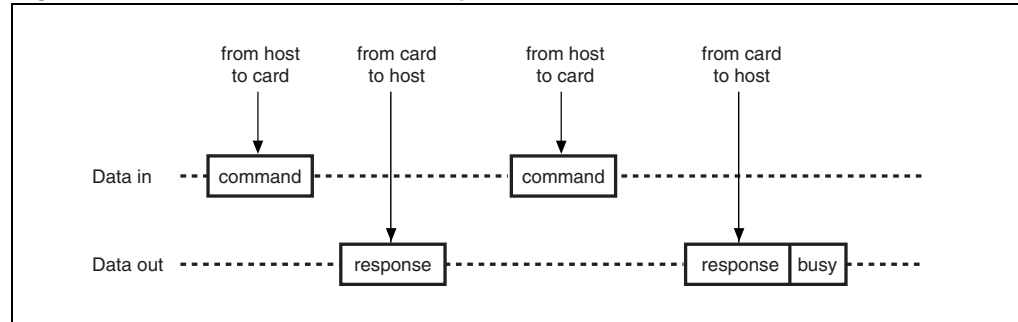 from host
to card
from card
to host
from host
to card
from card
to host
Data in
command
command
Data out
response
response
busy